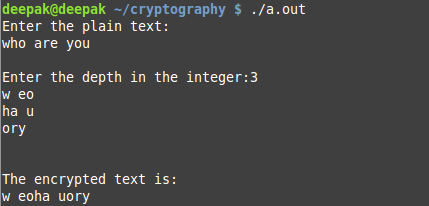 deepak@deepak ~/cryptography $ ./a.out
Enter the plain text:
who are you
Enter the depth in the integer:3
w eo
ha u
ory
The encrypted text is:
w eoha uory